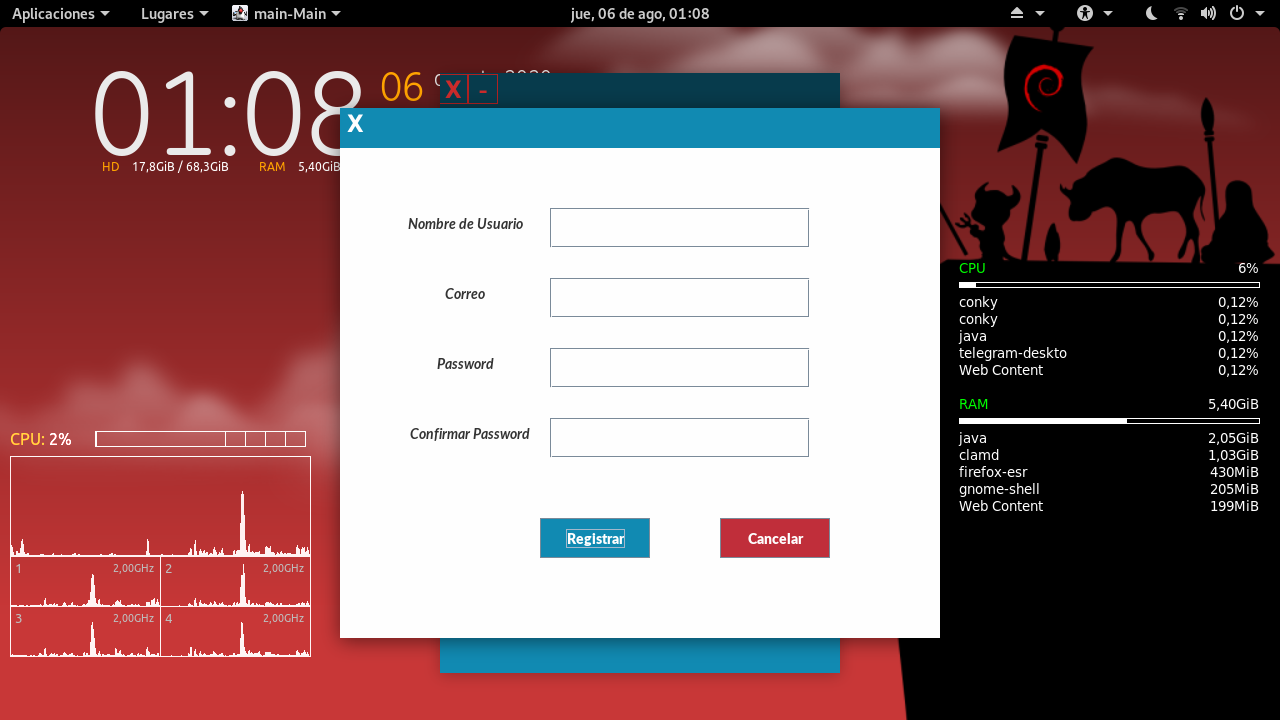 Aplicaciones Lugares main-Main jue, 06 de ago, 01:08
01:08 06
HD 17,8GiB / 68,3GiB RAM 5,40GiB
X -
X
Nombre de Usuario
Correo
Password
Confirmar Password
Registrar Cancelar
CPU: 2%
1 2,00GHz 2 2,00GHz
3 2,00GHz 4 2,00GHz
CPU 6%
conky 0,12%
conky 0,12%
java 0,12%
telegram-deskto 0,12%
Web Content 0,12%
RAM 5,40GiB
java 2,05GiB
clamd 1,03GiB
firefox-esr 430MiB
gnome-shell 205MiB
Web Content 199MiB